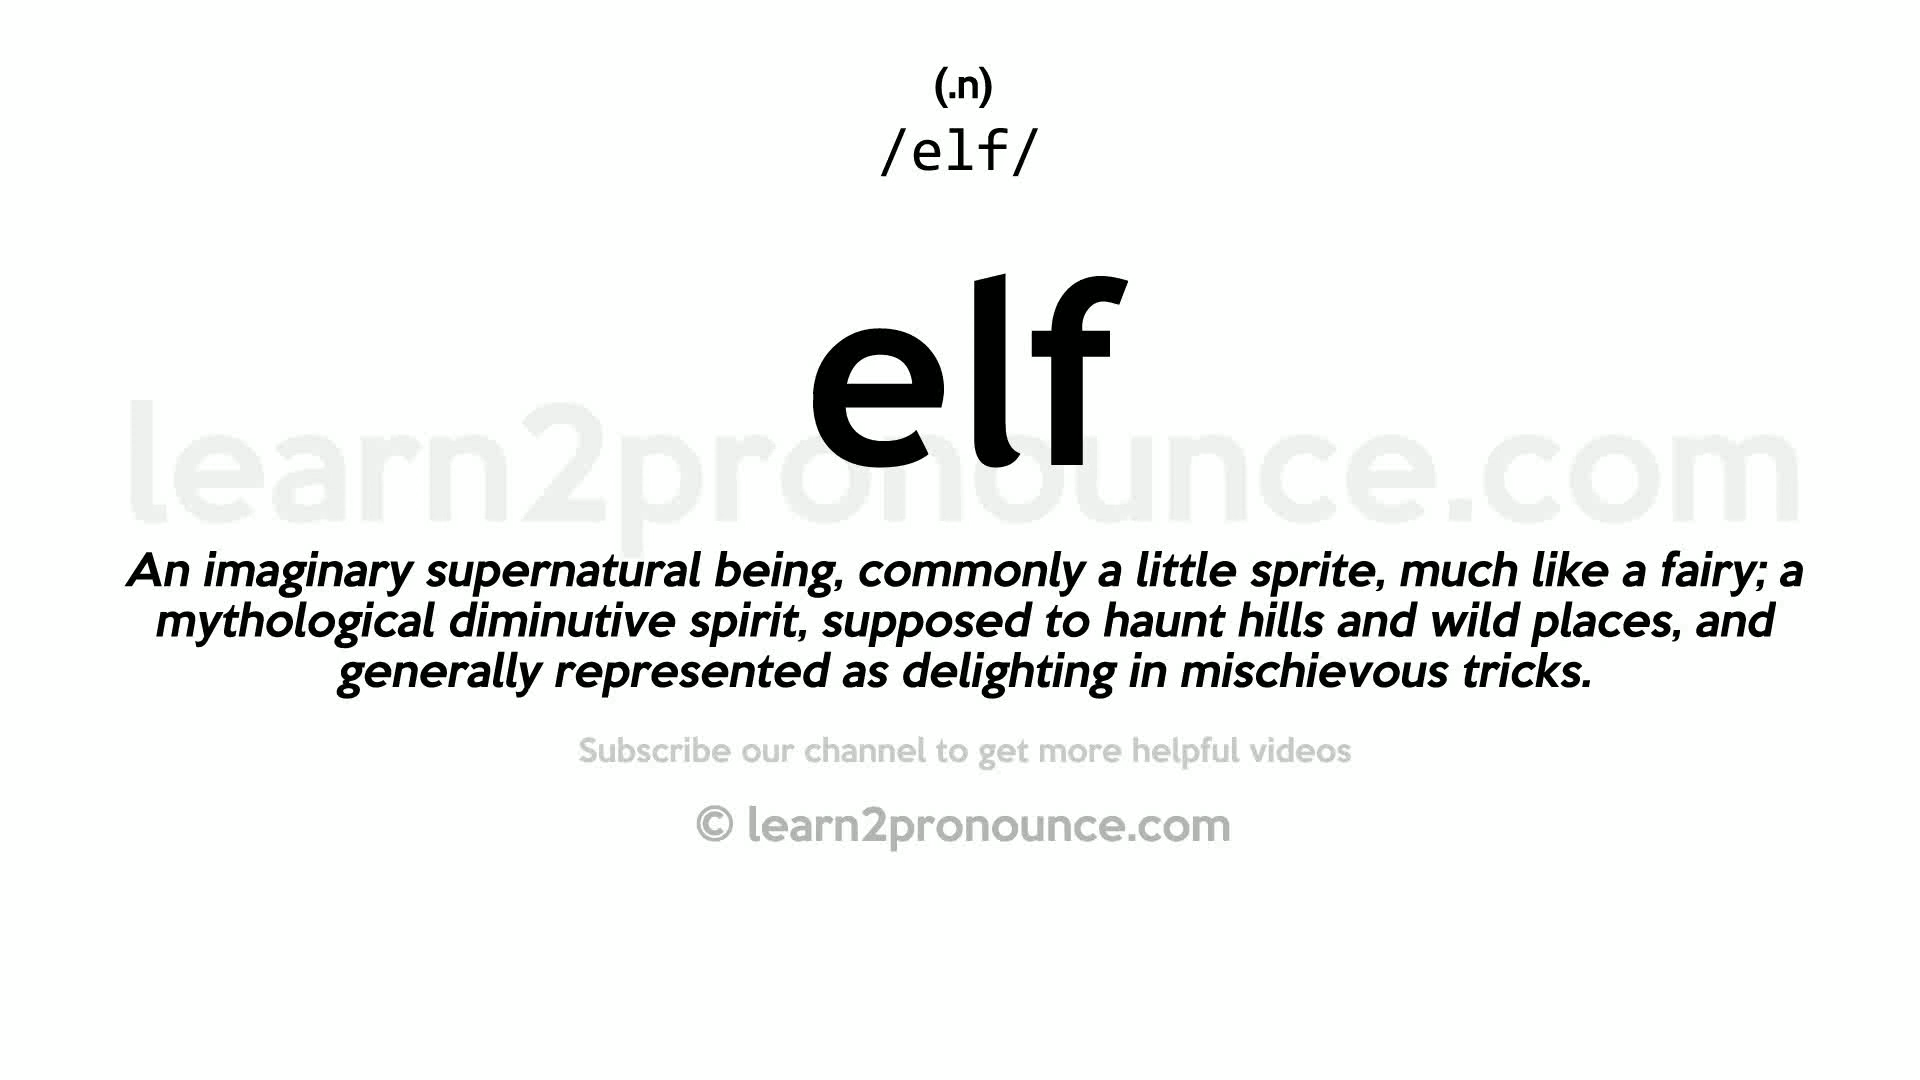 (.n)
/elf/
elf
learn2pronounce.com
An imaginary supernatural being, commonly a little sprite, much like a fairy; a
mythological diminutive spirit, supposed to haunt hills and wild places, and
generally represented as delighting in mischievous tricks.
Subscribe our channel to get more helpful videos
© learn2pronounce.com